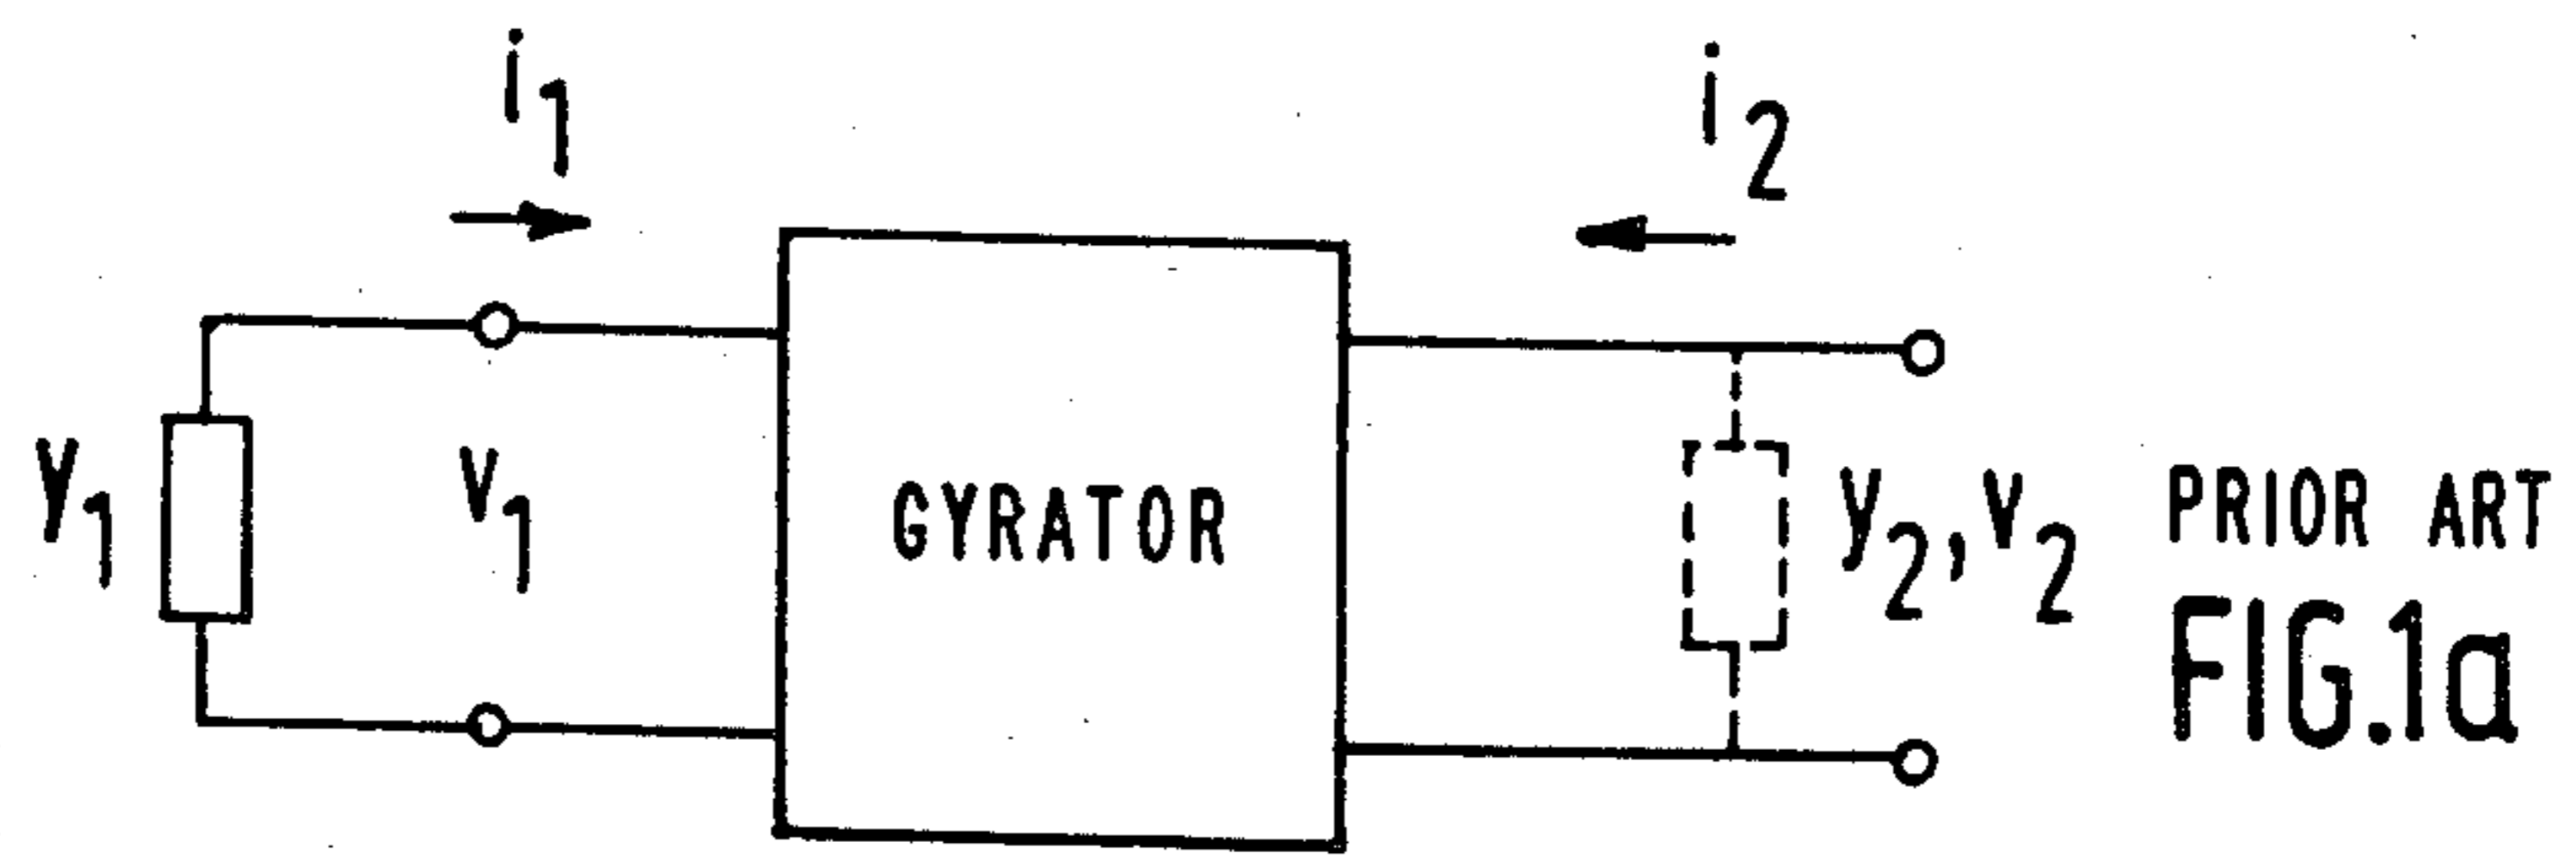 i1
i2
y1
v1
GYRATOR
y2, v2
PRIOR ART
FIG.1a